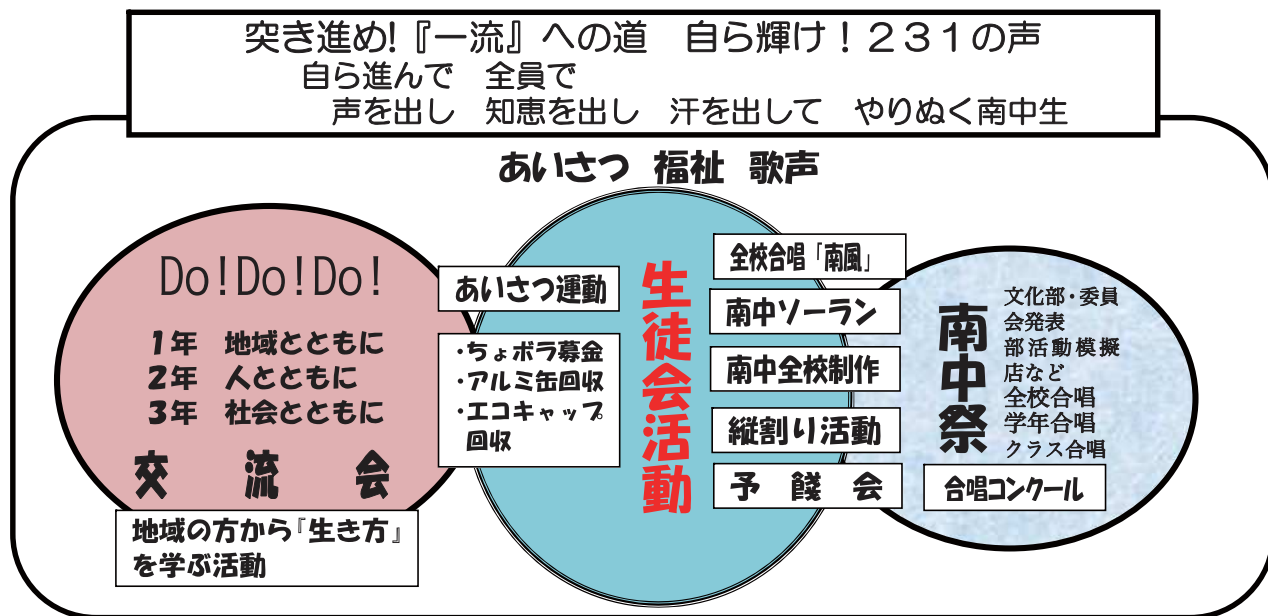 突き進め!『一流』への道　自ら輝け！２３１の声
自ら進んで　全員で
声を出し　知恵を出し　汗を出して　やりぬく南中生
あいさつ　福祉　歌声
Do!Do!Do!
１年　地域とともに
２年　人とともに
３年　社会とともに
交　流　会
地域の方から『生き方』
を学ぶ活動
あいさつ運動
・ちょボラ募金
・アルミ缶回収
・エコキャップ
回収
生徒会活動
全校合唱「南風」
南中ソーラン
南中全校制作
縦割り活動
予　餞　会
南中祭
文化部・委員
会発表
部活動模擬
店など
全校合唱
学年合唱
クラス合唱
合唱コンクール